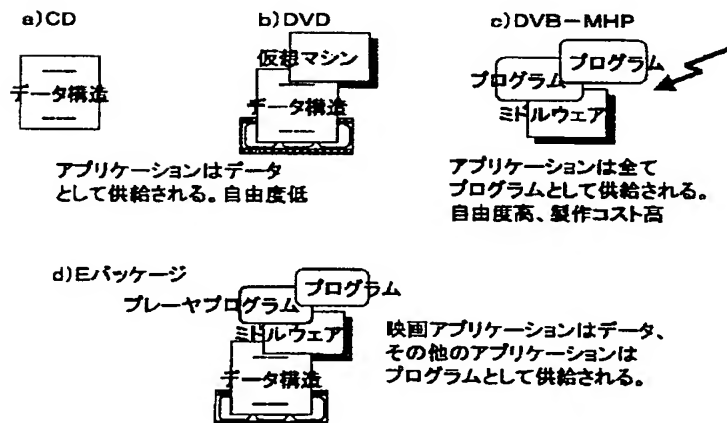 a)CD
データ構造
b)DVD
仮想マシン
データ構造
アプリケーションはデータ
として供給される。自由度低
c)DVB-MHP
プログラム
プログラム
ミドルウェア
アプリケーションは全て
プログラムとして供給される。
自由度高、製作コスト高
d)Eパッケージ
プログラム
プレーヤプログラム
ミドルウェア
データ構造
映画アプリケーションはデータ、
その他のアプリケーションは
プログラムとして供給される。